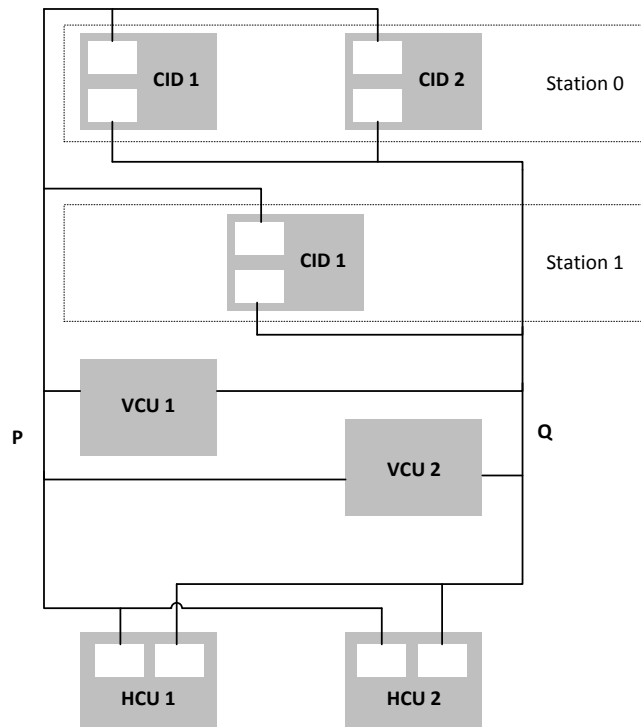 CID 1
CID 2
Station 0
CID 1
Station 1
VCU 1
P
Q
VCU 2
HCU 1
HCU 2